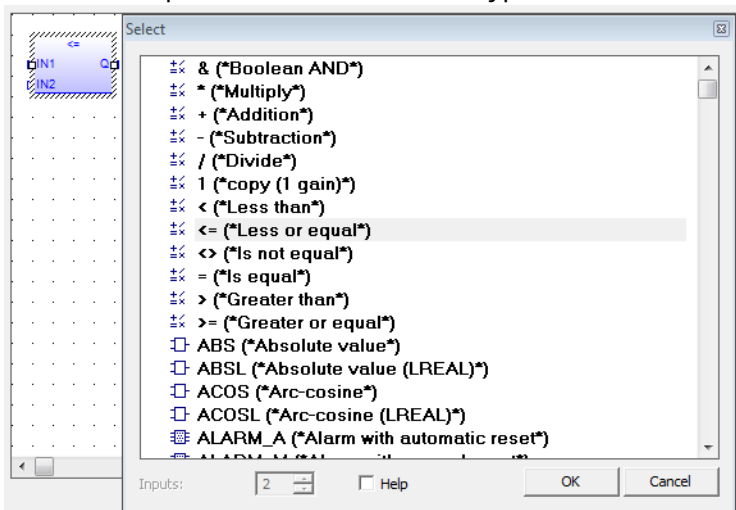 Select
<=
IN1 Q
IN2
& (*Boolean AND*)
* (*Multiply*)
+ (*Addition*)
- (*Subtraction*)
/ (*Divide*)
1 (*copy (1 gain)*)
< (*Less than*)
<= (*Less or equal*)
<> (*Is not equal*)
= (*Is equal*)
> (*Greater than*)
>= (*Greater or equal*)
ABS (*Absolute value*)
ABSL (*Absolute value (LREAL)*)
ACOS (*Arc-cosine*)
ACOSL (*Arc-cosine (LREAL)*)
ALARM_A (*Alarm with automatic reset*)
Inputs: 2 Help OK Cancel